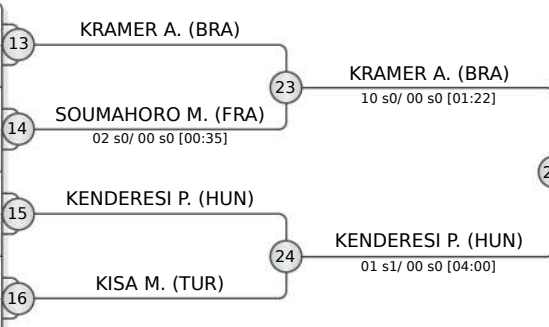 KRAMER A. (BRA)
13
23
KRAMER A. (BRA)
10 s0/ 00 s0 [01:22]
SOUMAHORO M. (FRA)
14
02 s0/ 00 s0 [00:35]
KENDERESI P. (HUN)
15
24
KENDERESI P. (HUN)
01 s1/ 00 s0 [04:00]
KISA M. (TUR)
16